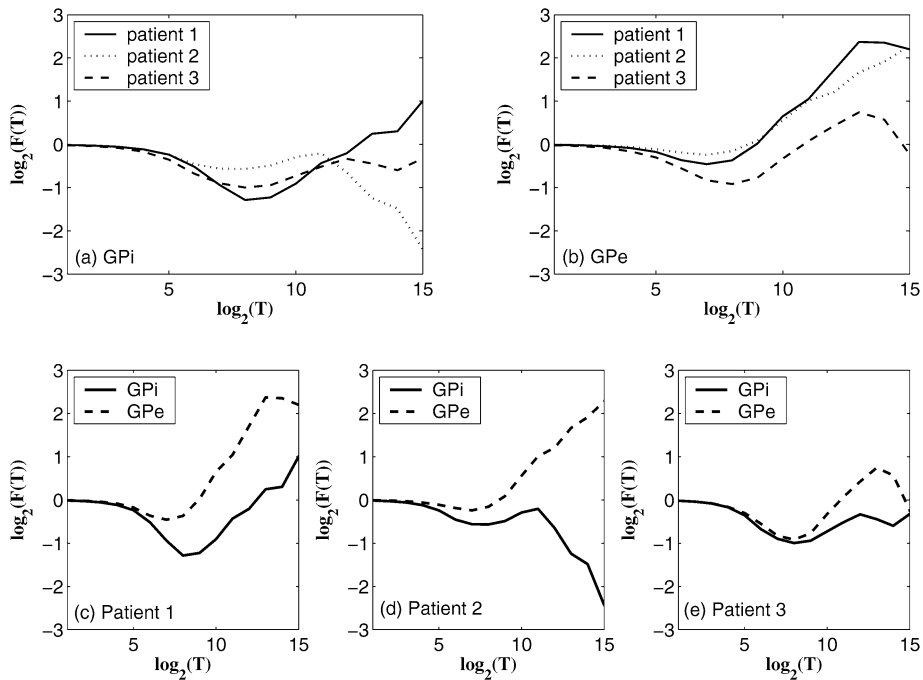 patient 1
patient 2
patient 3
3
2
1
0
−1
−2
−3
log2(F(T))
(a) GPi
5
10
15
log2(T)
patient 1
patient 2
patient 3
3
2
1
0
−1
−2
−3
log2(F(T))
(b) GPe
5
10
15
log2(T)
GPi
GPe
3
2
1
0
−1
−2
−3
log2(F(T))
(c) Patient 1
5
10
15
log2(T)
GPi
GPe
3
2
1
0
−1
−2
−3
log2(F(T))
(d) Patient 2
5
10
15
log2(T)
GPi
GPe
3
2
1
0
−1
−2
−3
log2(F(T))
(e) Patient 3
5
10
15
log2(T)